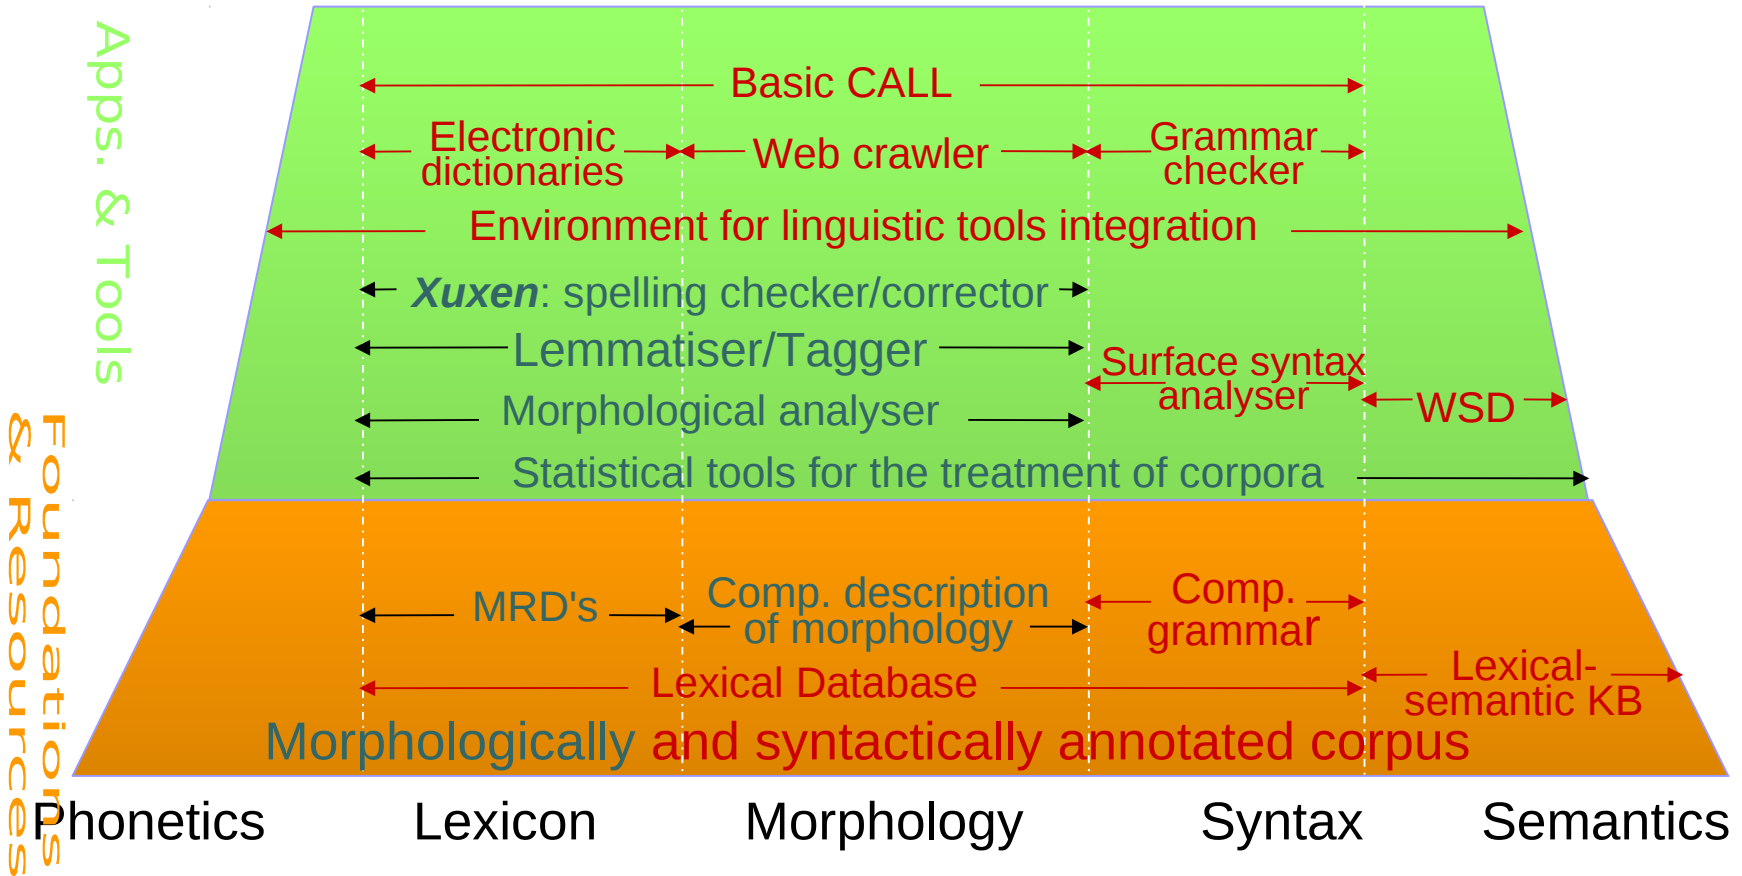 Apps. & Tools
Basic CALL
Electronic
dictionaries
Web crawler
Grammar
checker
Environment for linguistic tools integration
Xuxen: spelling checker/corrector
Lemmatiser/Tagger
Surface syntax
analyser
Morphological analyser
WSD
Statistical tools for the treatment of corpora
Foundations
& Resources
MRD's
Comp. description
of morphology
Comp.
grammar
Lexical Database
Lexical-
semantic KB
Morphologically and syntactically annotated corpus
Phonetics Lexicon Morphology Syntax Semantics